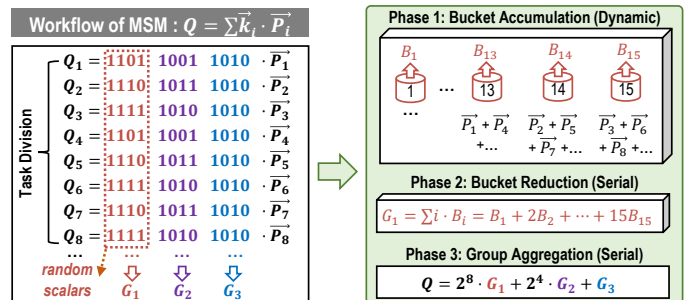 Workflow of MSM : Q = ∑k⃗ᵢ · P⃗ᵢ
Task Division
Q₁ = 1101 1001 1010 · P⃗₁
Q₂ = 1110 1011 1010 · P⃗₂
Q₃ = 1111 1010 1010 · P⃗₃
Q₄ = 1101 1001 1010 · P⃗₄
Q₅ = 1110 1011 1010 · P⃗₅
Q₆ = 1111 1010 1010 · P⃗₆
Q₇ = 1110 1011 1010 · P⃗₇
Q₈ = 1111 1010 1010 · P⃗₈
... ... ... ...
random
scalars G₁ G₂ G₃
Phase 1: Bucket Accumulation (Dynamic)
B₁ B₁₃ B₁₄ B₁₅
1 ... 13 14 15
... P⃗₁ + P⃗₄ P⃗₂ + P⃗₅ P⃗₃ + P⃗₆
+... + P⃗₇ +... + P⃗₈ +...
Phase 2: Bucket Reduction (Serial)
G₁ = ∑i · Bᵢ = B₁ + 2B₂ + ⋯ + 15B₁₅
Phase 3: Group Aggregation (Serial)
Q = 2⁸ · G₁ + 2⁴ · G₂ + G₃